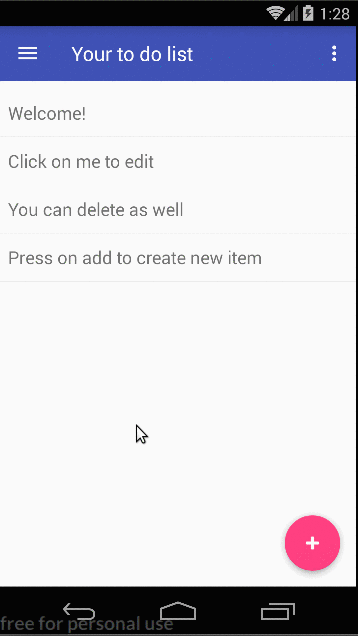 1:28
Your to do list
Welcome!
Click on me to edit
You can delete as well
Press on add to create new item
free for personal use